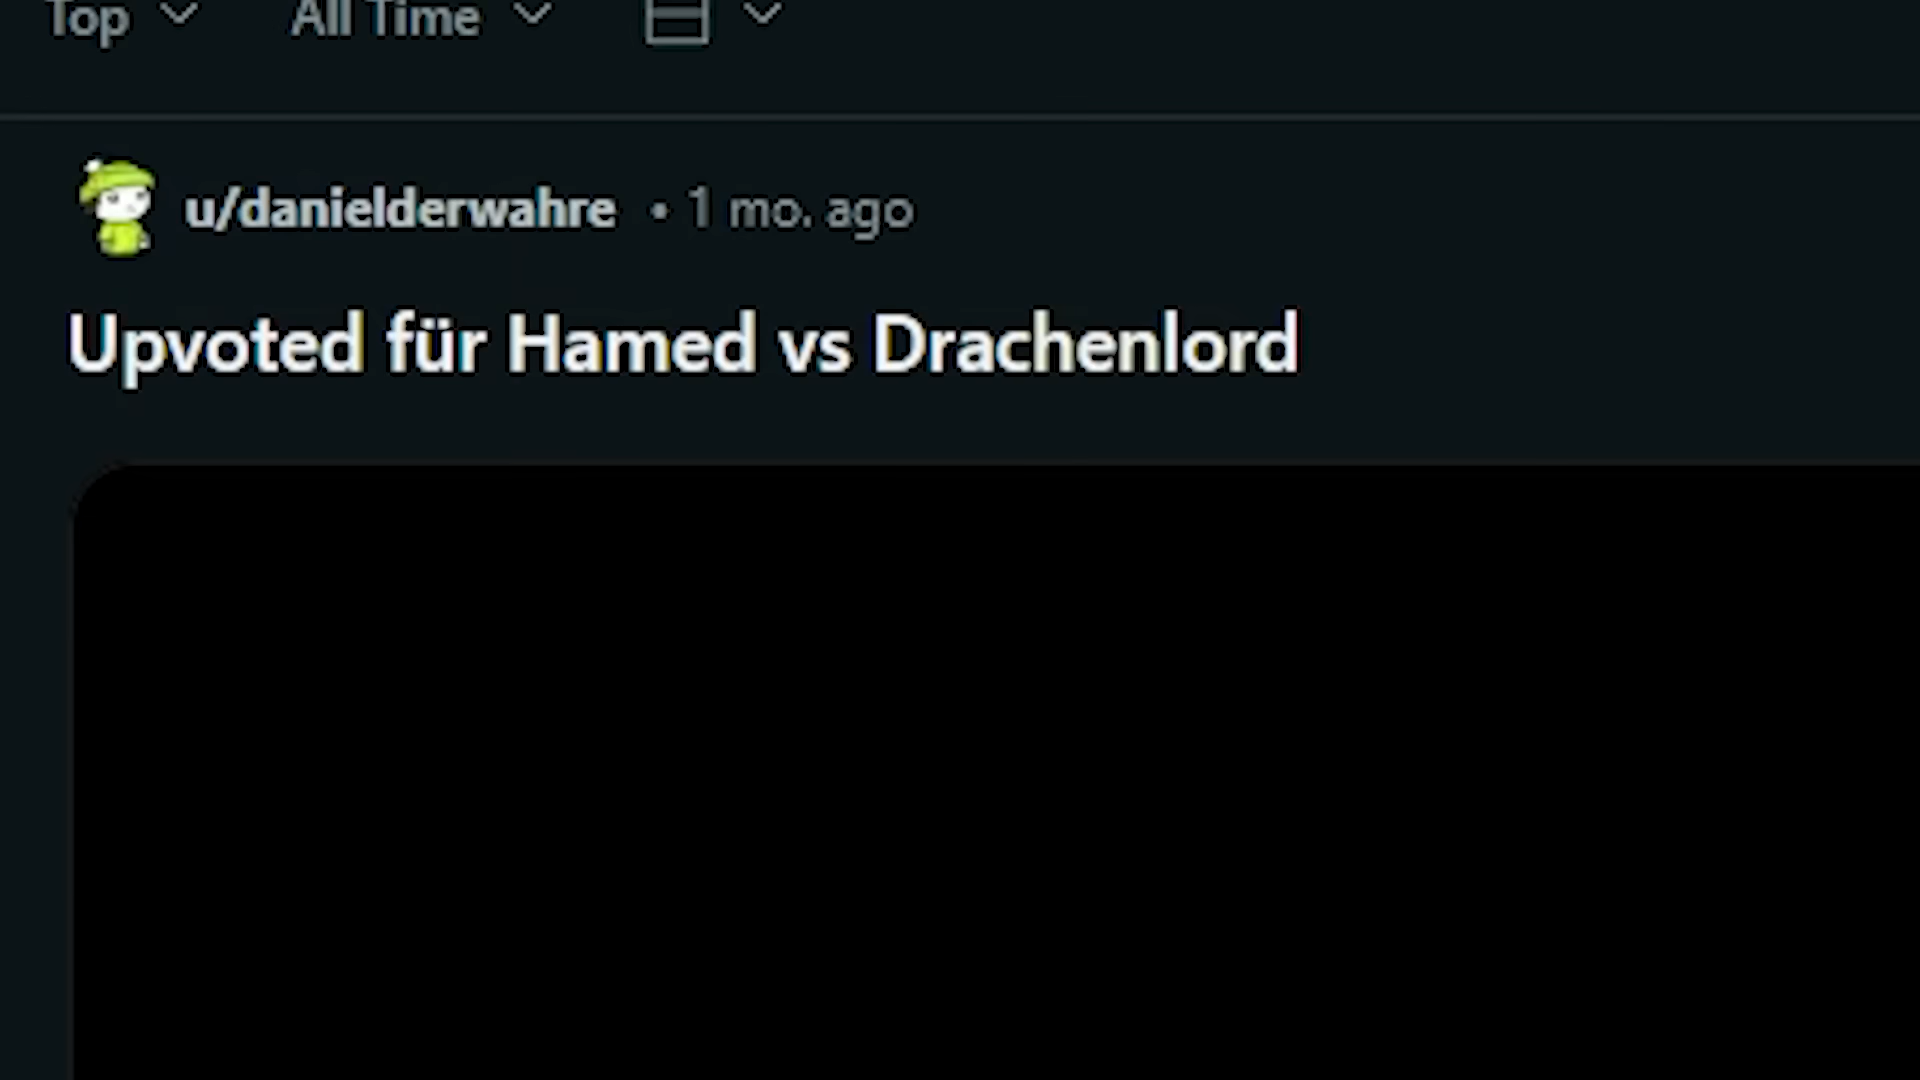 Top
All Time
u/danielderwahre • 1 mo. ago
Upvoted für Hamed vs Drachenlord